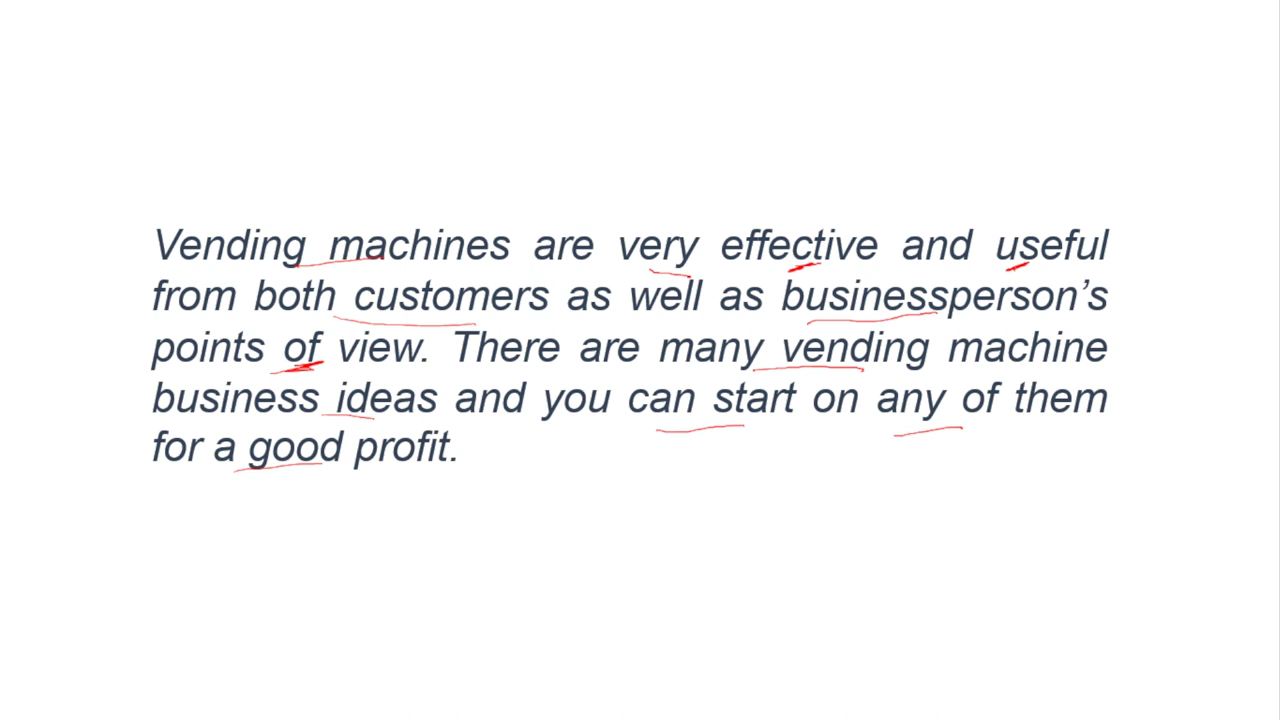 Vending machines are very effective and useful
from both customers as well as businessperson’s
points of view. There are many vending machine
business ideas and you can start on any of them
for a good profit.